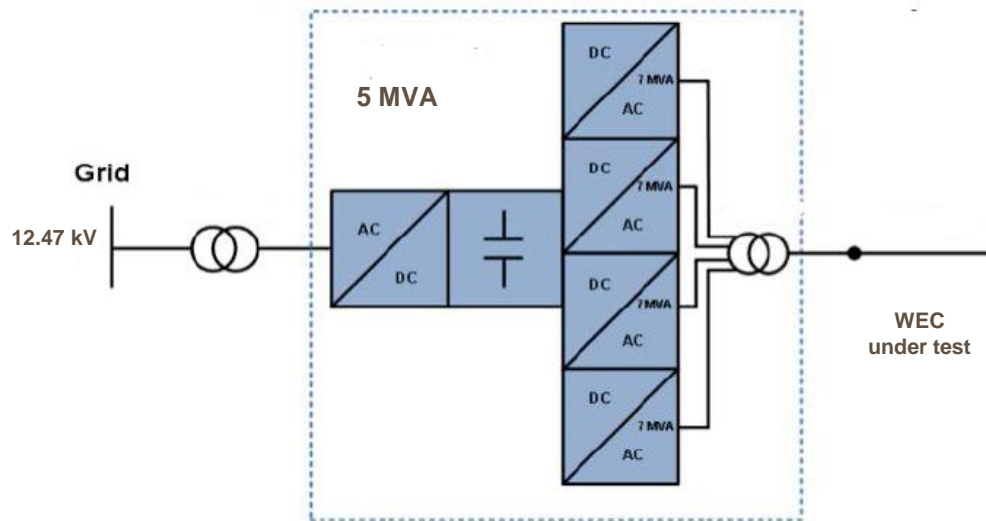 5 MVA
Grid
12.47 kV
AC
DC
DC
7 MVA
AC
DC
7 MVA
AC
DC
7 MVA
AC
DC
7 MVA
AC
WEC
under test